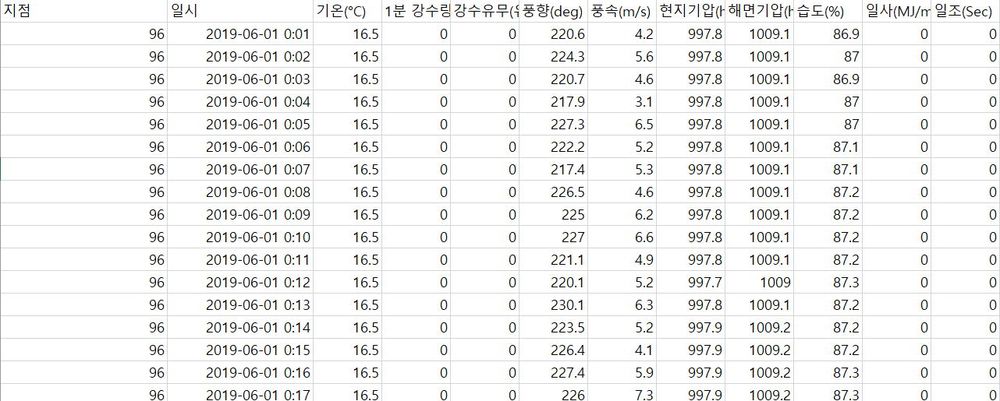 지점 일시 기온(°C) 1분 강수량 강수유무(유 풍향(deg) 풍속(m/s) 현지기압(h 해면기압(h 습도(%) 일사(MJ/m 일조(Sec)
96 2019-06-01 0:01 16.5 0 0 220.6 4.2 997.8 1009.1 86.9 0 0
96 2019-06-01 0:02 16.5 0 0 224.3 5.6 997.8 1009.1 87 0 0
96 2019-06-01 0:03 16.5 0 0 220.7 4.6 997.8 1009.1 86.9 0 0
96 2019-06-01 0:04 16.5 0 0 217.9 3.1 997.8 1009.1 87 0 0
96 2019-06-01 0:05 16.5 0 0 227.3 6.5 997.8 1009.1 87 0 0
96 2019-06-01 0:06 16.5 0 0 222.2 5.2 997.8 1009.1 87.1 0 0
96 2019-06-01 0:07 16.5 0 0 217.4 5.3 997.8 1009.1 87.1 0 0
96 2019-06-01 0:08 16.5 0 0 226.5 4.6 997.8 1009.1 87.2 0 0
96 2019-06-01 0:09 16.5 0 0 225 6.2 997.8 1009.1 87.2 0 0
96 2019-06-01 0:10 16.5 0 0 227 6.6 997.8 1009.1 87.2 0 0
96 2019-06-01 0:11 16.5 0 0 221.1 4.9 997.8 1009.1 87.2 0 0
96 2019-06-01 0:12 16.5 0 0 220.1 5.2 997.7 1009 87.3 0 0
96 2019-06-01 0:13 16.5 0 0 230.1 6.3 997.8 1009.1 87.2 0 0
96 2019-06-01 0:14 16.5 0 0 223.5 5.2 997.9 1009.2 87.2 0 0
96 2019-06-01 0:15 16.5 0 0 226.4 4.1 997.9 1009.2 87.2 0 0
96 2019-06-01 0:16 16.5 0 0 227.4 5.9 997.9 1009.2 87.3 0 0
96 2019-06-01 0:17 16.5 0 0 226 7.3 997.9 1009.2 87.3 0 0